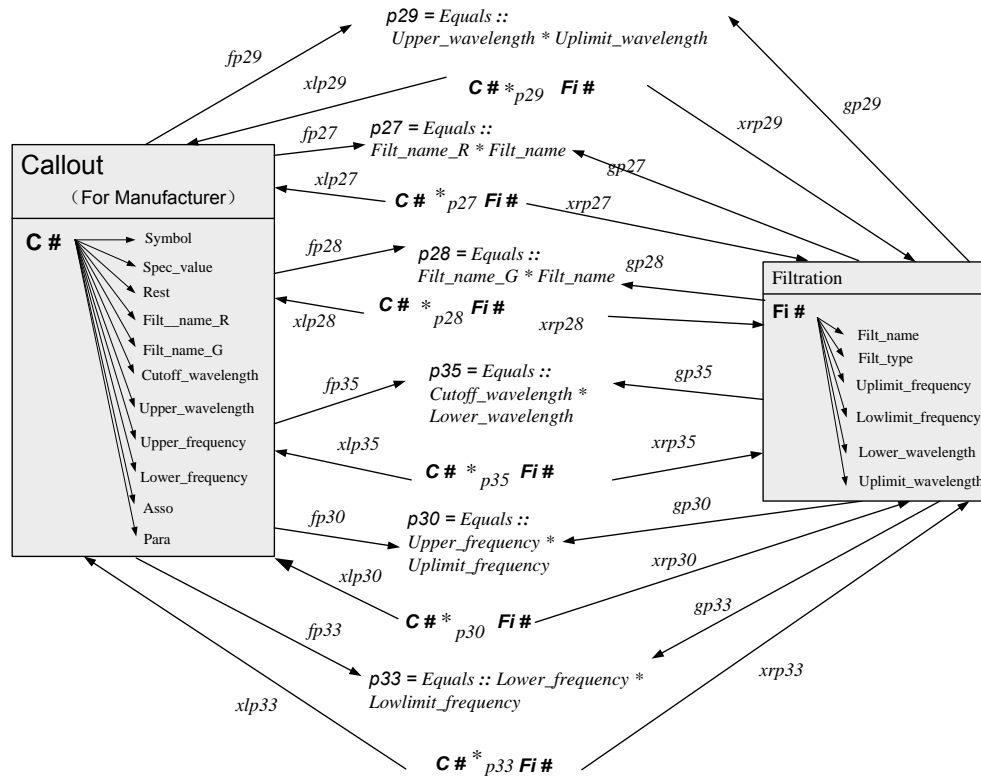 p29 = Equals ::
Upper_wavelength * Uplimit_wavelength
fp29
gp29
xlp29
C # * p29 Fi #
xrp29
fp27
p27 = Equals ::
Filt_name_R * Filt_name
gp27
xlp27
C # * p27 Fi #
xrp27
fp28
p28 = Equals ::
Filt_name_G * Filt_name
gp28
xlp28
C # * p28 Fi #
xrp28
Callout
（For Manufacturer）
C #
Symbol
Spec_value
Rest
Filt__name_R
Filt_name_G
Cutoff_wavelength
Upper_wavelength
Upper_frequency
Lower_frequency
Asso
Para
Filtration
Fi #
Filt_name
Filt_type
Uplimit_frequency
Lowlimit_frequency
Lower_wavelength
Uplimit_wavelength
fp35
p35 = Equals ::
Cutoff_wavelength *
Lower_wavelength
gp35
xlp35
C # * p35 Fi #
xrp35
fp30
p30 = Equals ::
Upper_frequency *
Uplimit_frequency
gp30
xlp30
C # * p30 Fi #
xrp30
fp33
p33 = Equals :: Lower_frequency *
Lowlimit_frequency
gp33
xlp33
C # * p33 Fi #
xrp33